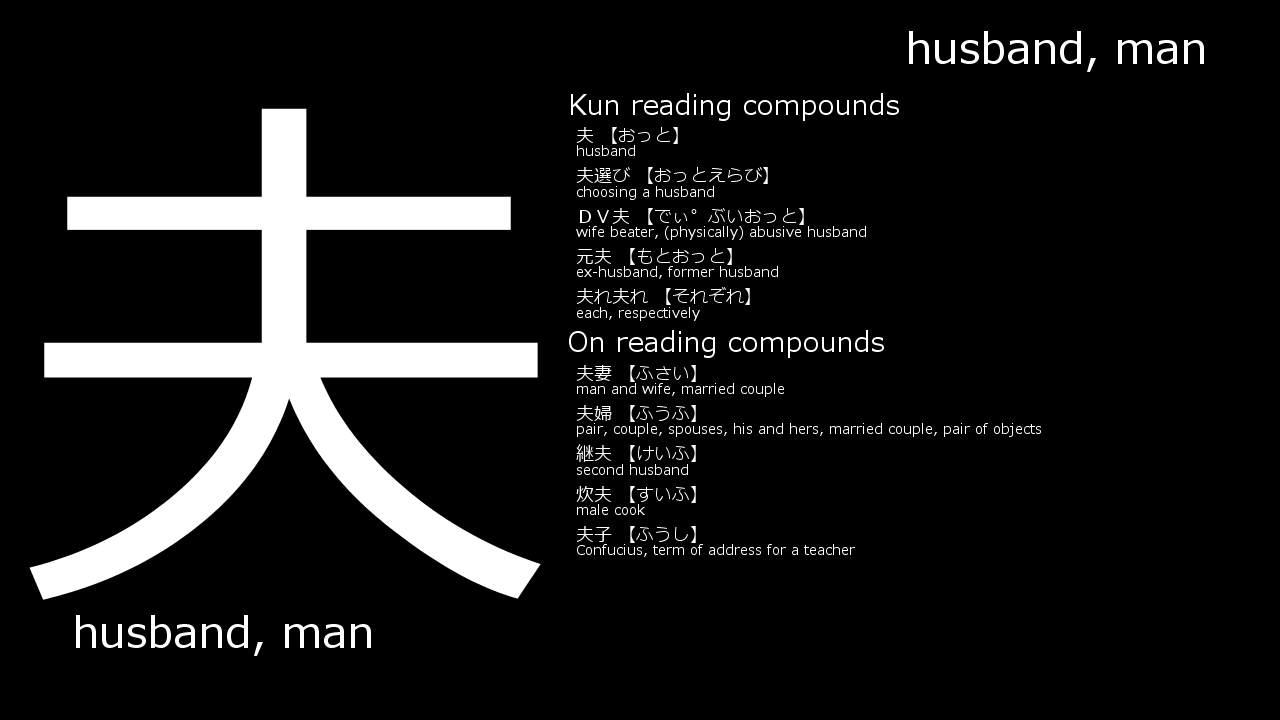 husband, man
夫
husband, man
Kun reading compounds
夫 【おっと】
husband
夫選び 【おっとえらび】
choosing a husband
ＤＶ夫 【でぃ°ぶいおっと】
wife beater, (physically) abusive husband
元夫 【もとおっと】
ex-husband, former husband
夫れ夫れ 【それぞれ】
each, respectively
On reading compounds
夫妻 【ふさい】
man and wife, married couple
夫婦 【ふうふ】
pair, couple, spouses, his and hers, married couple, pair of objects
継夫 【けいふ】
second husband
炊夫 【すいふ】
male cook
夫子 【ふうし】
Confucius, term of address for a teacher